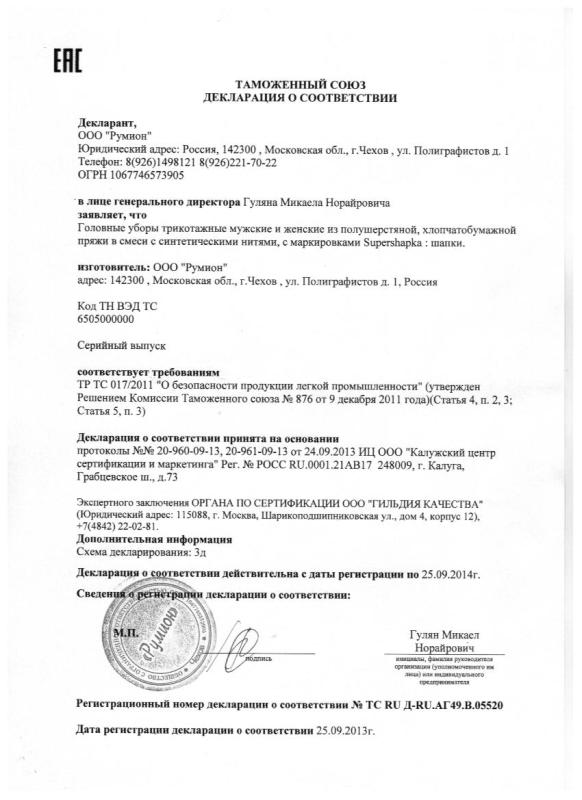 ЕАС
ТАМОЖЕННЫЙ СОЮЗ
ДЕКЛАРАЦИЯ О СООТВЕТСТВИИ
Декларант,
ООО "Румион"
Юридический адрес: Россия, 142300 , Московская обл., г.Чехов , ул. Полиграфистов д. 1
Телефон: 8(926)1498121 8(926)221-70-22
ОГРН 1067746573905
в лице генерального директора Гуляна Микаела Норайровича
заявляет, что
Головные уборы трикотажные мужские и женские из полушерстяной, хлопчатобумажной
пряжи в смеси с синтетическими нитями, с маркировками Supershapka : шапки.
изготовитель: ООО "Румион"
адрес: 142300 , Московская обл., г.Чехов , ул. Полиграфистов д. 1, Россия
Код ТН ВЭД ТС
6505000000
Серийный выпуск
соответствует требованиям
ТР ТС 017/2011 "О безопасности продукции легкой промышленности" (утвержден
Решением Комиссии Таможенного союза № 876 от 9 декабря 2011 года)(Статья 4, п. 2, 3;
Статья 5, п. 3)
Декларация о соответствии принята на основании
протоколы №№ 20-960-09-13, 20-961-09-13 от 24.09.2013 ИЦ ООО "Калужский центр
сертификации и маркетинга" Рег. № РОСС RU.0001.21АВ17 248009, г. Калуга,
Грабцевское ш., д.73
Экспертного заключения ОРГАНА ПО СЕРТИФИКАЦИИ ООО "ГИЛЬДИЯ КАЧЕСТВА"
(Юридический адрес: 115088, г. Москва, Шарикоподшипниковская ул., дом 4, корпус 12),
+7(4842) 22-02-81.
Дополнительная информация
Схема декларирования: 3д
Декларация о соответствии действительна с даты регистрации по 25.09.2014г.
Сведения о регистрации декларации о соответствии:
М.П.
«Румион»
подпись
Гулян Микаел
Норайрович
инициалы, фамилия руководителя
организации (уполномоченного им
лица) или индивидуального
предпринимателя
Регистрационный номер декларации о соответствии № ТС RU Д-RU.АГ49.В.05520
Дата регистрации декларации о соответствии 25.09.2013г.